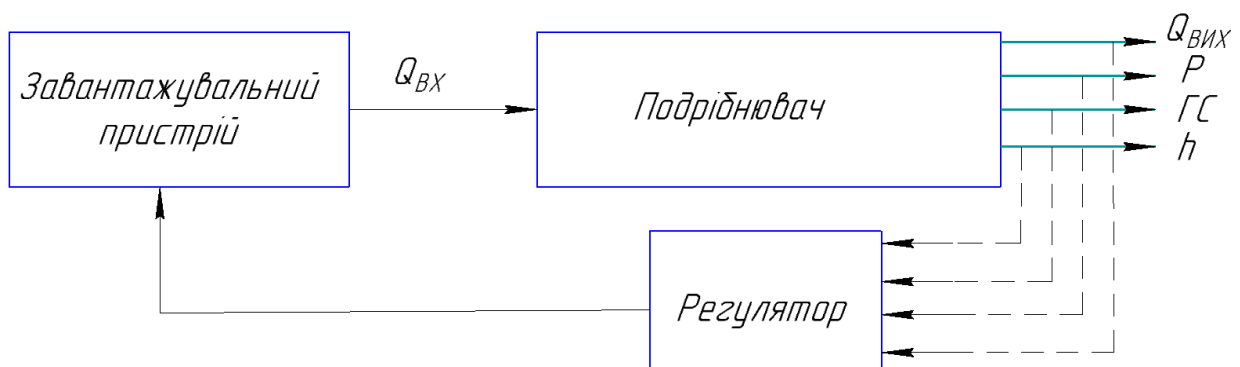 Завантажувальний
пристрій
Q_ВХ
Подрібнювач
Q_ВИХ
P
ГС
h
Регулятор